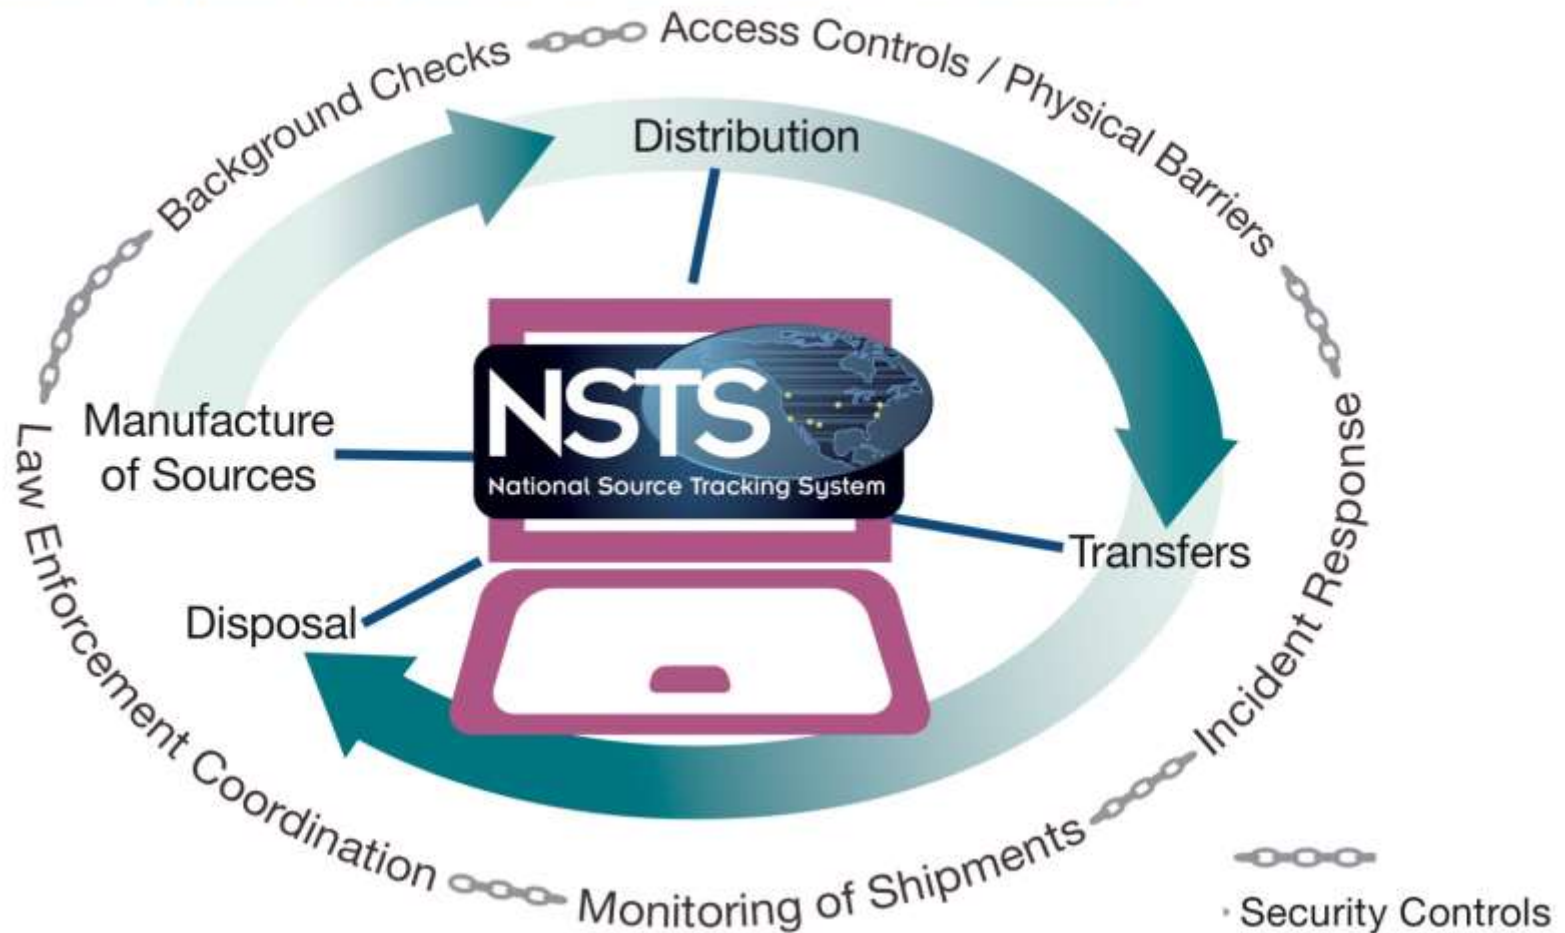 Background Checks
Access Controls / Physical Barriers
Distribution
NSTS
National Source Tracking System
Manufacture
of Sources
Transfers
Disposal
Incident Response
Law Enforcement Coordination
Monitoring of Shipments
Security Controls